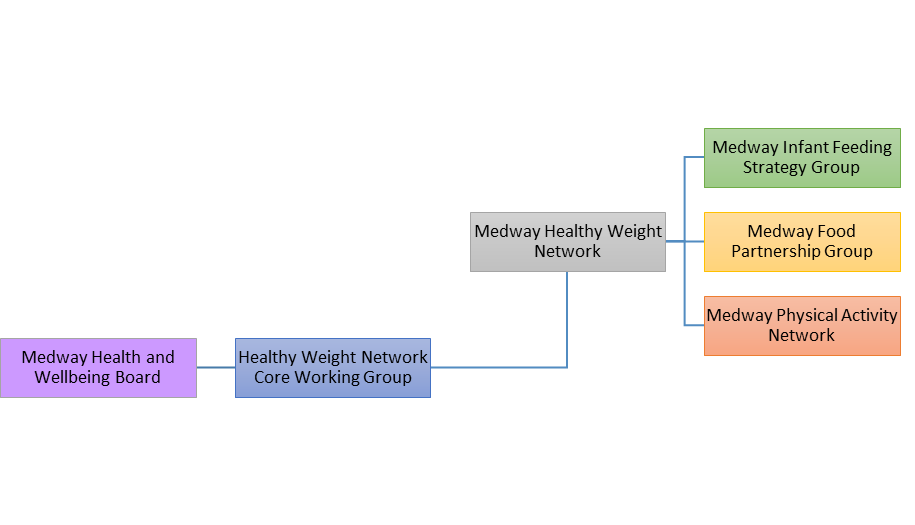 Medway Infant Feeding
Strategy Group
Medway Healthy Weight
Network
Medway Food
Partnership Group
Medway Physical Activity
Network
Medway Health and
Wellbeing Board
Healthy Weight Network
Core Working Group